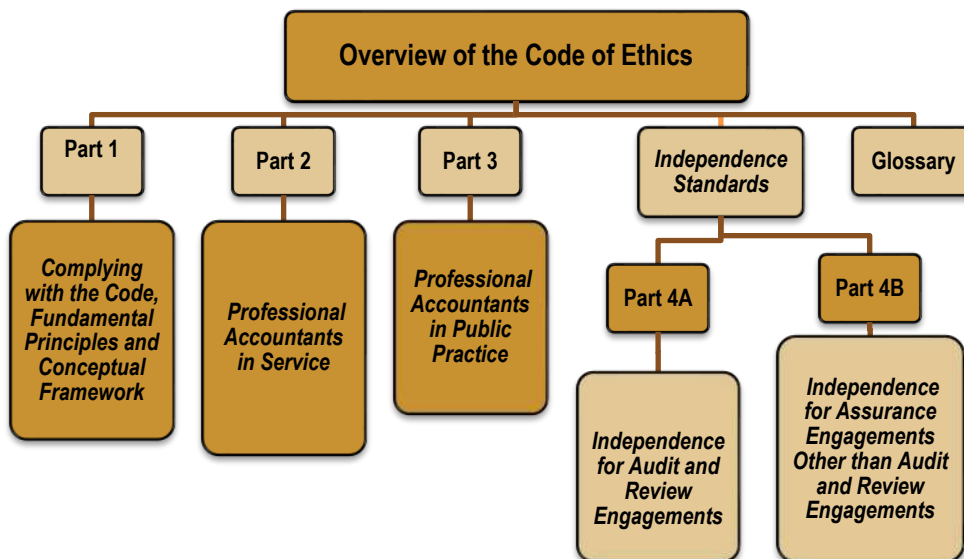 Overview of the Code of Ethics
Part 1
Part 2
Part 3
Independence
Standards
Glossary
Complying
with the Code,
Fundamental
Principles and
Conceptual
Framework
Professional
Accountants
in Service
Professional
Accountants
in Public
Practice
Part 4A
Part 4B
Independence
for Audit and
Review
Engagements
Independence
for Assurance
Engagements
Other than Audit
and Review
Engagements